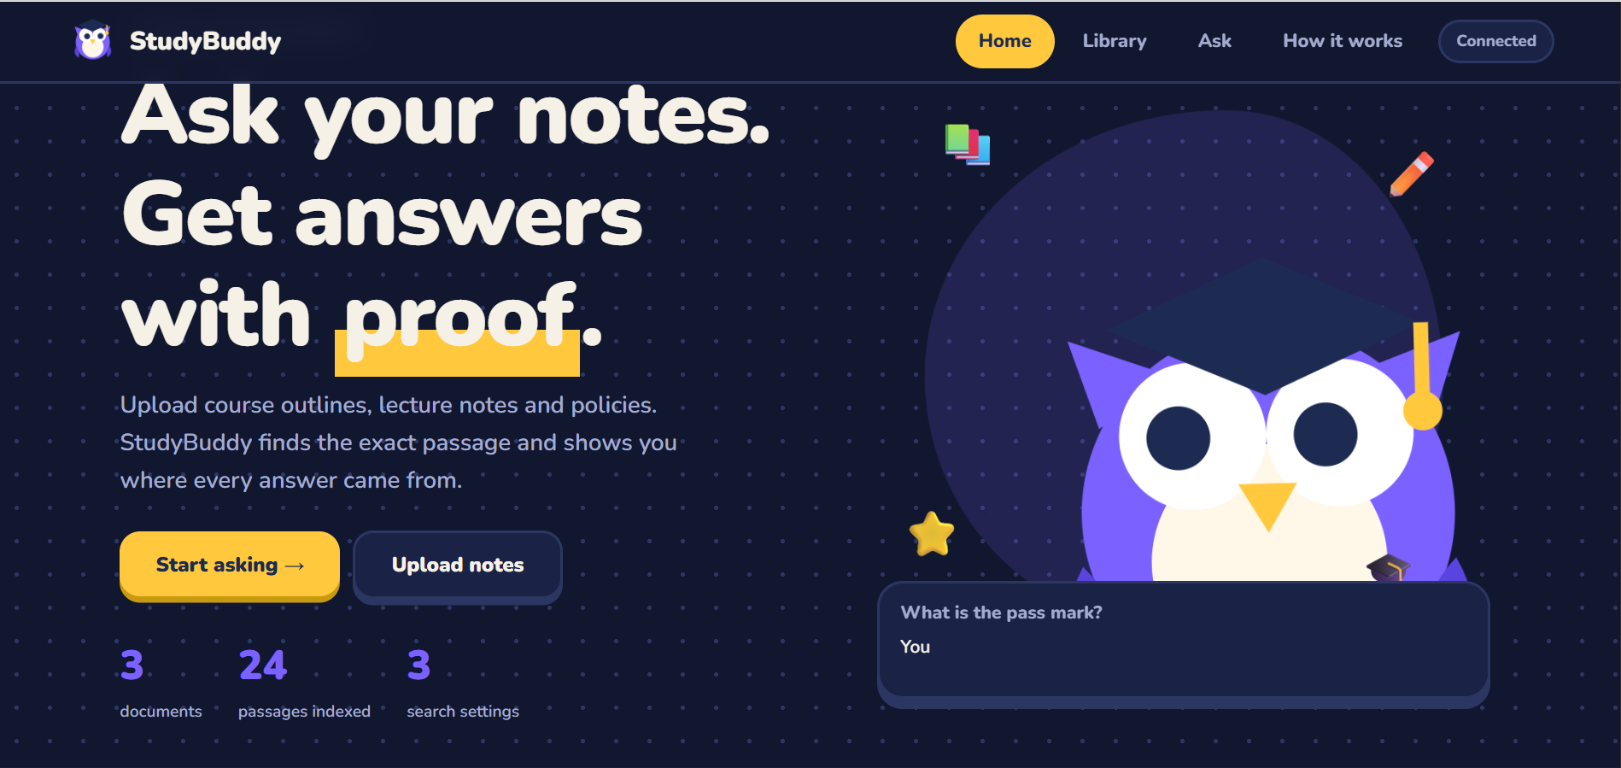 StudyBuddy
Home
Library
Ask
How it works
Connected
Ask your notes.
Get answers
with proof.
Upload course outlines, lecture notes and policies.
StudyBuddy finds the exact passage and shows you
where every answer came from.
Start asking →
Upload notes
3
documents
24
passages indexed
3
search settings
What is the pass mark?
You